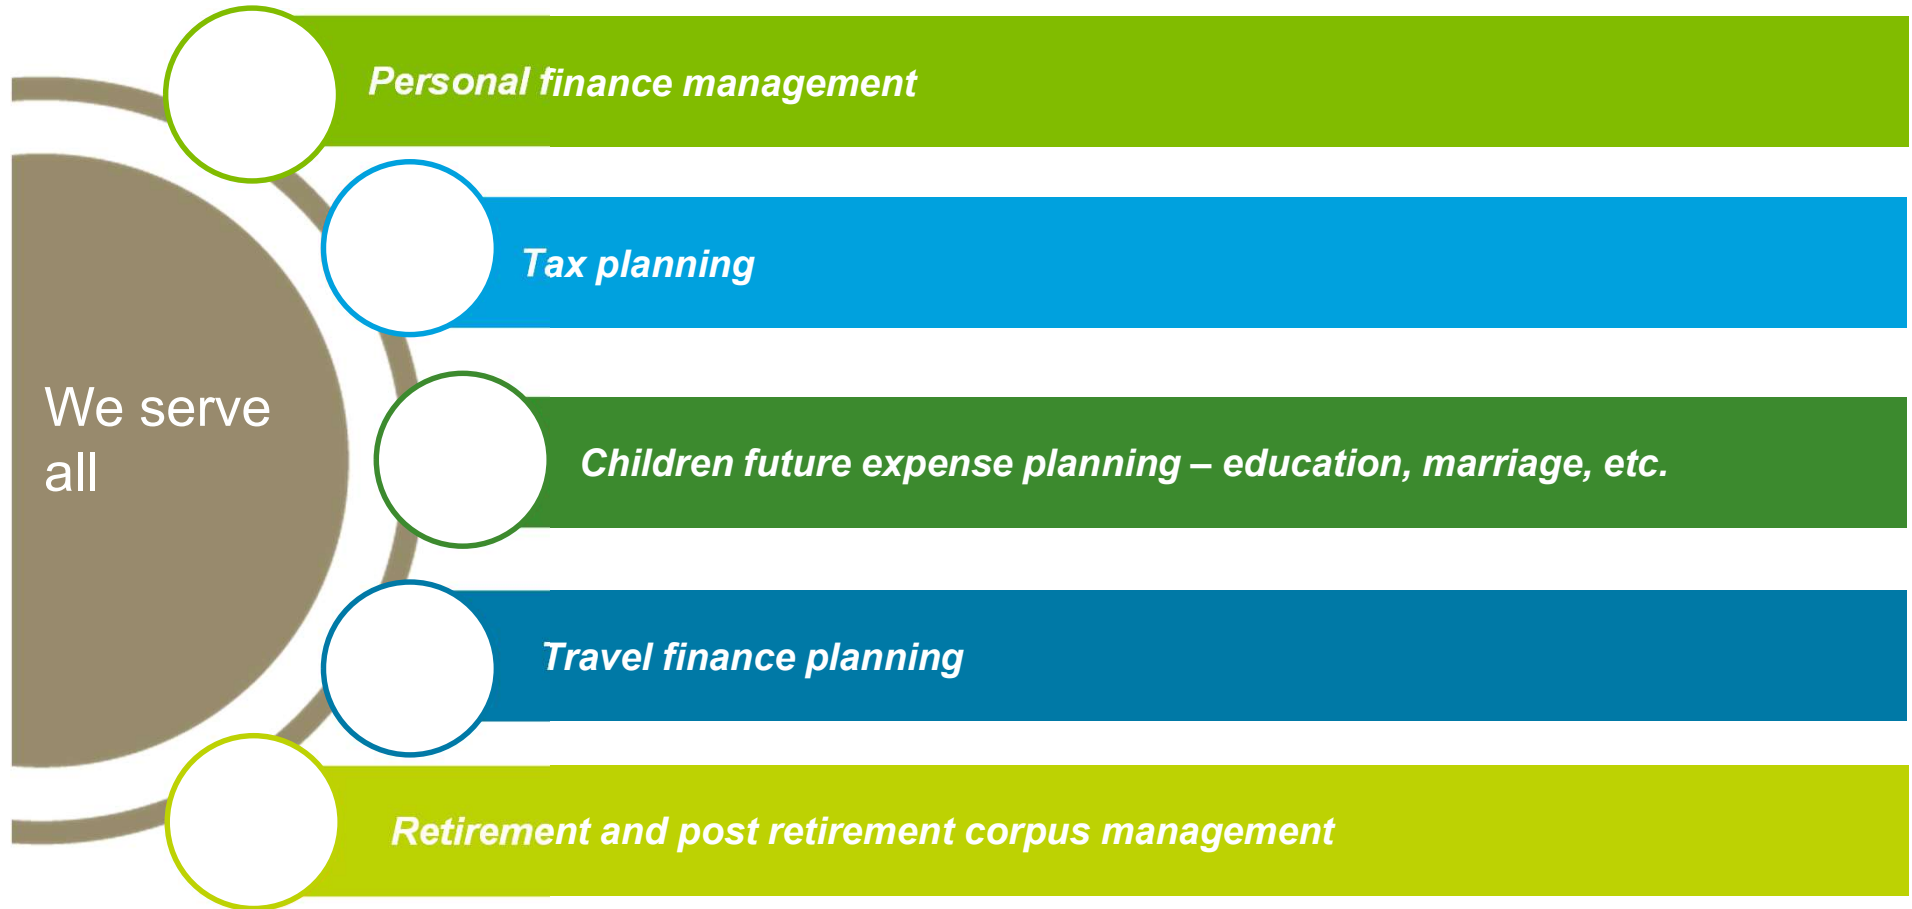 Personal finance management
Tax planning
We serve
all
Children future expense planning – education, marriage, etc.
Travel finance planning
Retirement and post retirement corpus management